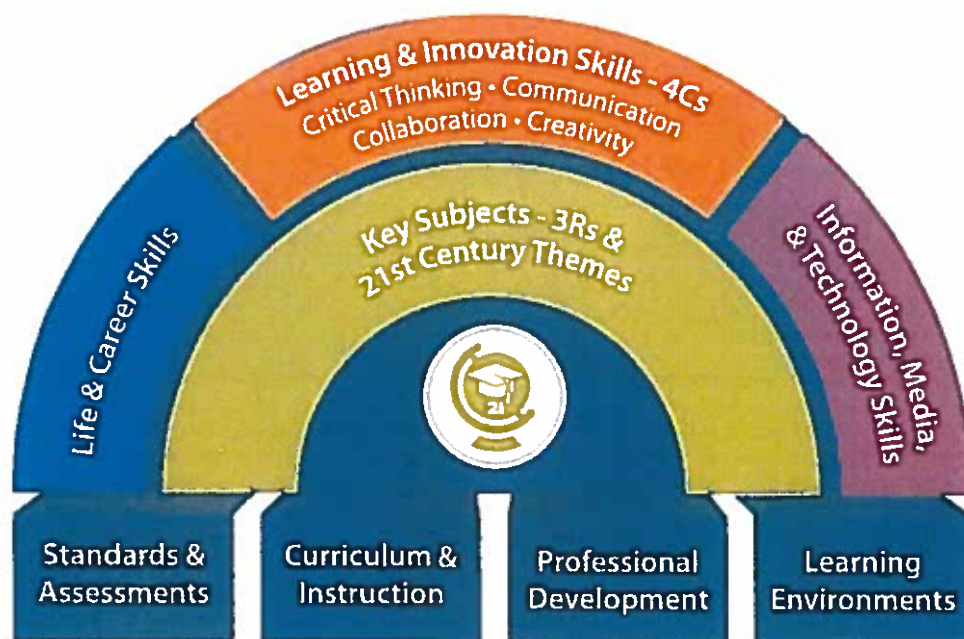 Learning & Innovation Skills - 4Cs
Critical Thinking • Communication
Collaboration • Creativity
Life & Career Skills
Key Subjects - 3Rs &
21st Century Themes
Information, Media,
& Technology Skills
21
Standards &
Assessments
Curriculum &
Instruction
Professional
Development
Learning
Environments